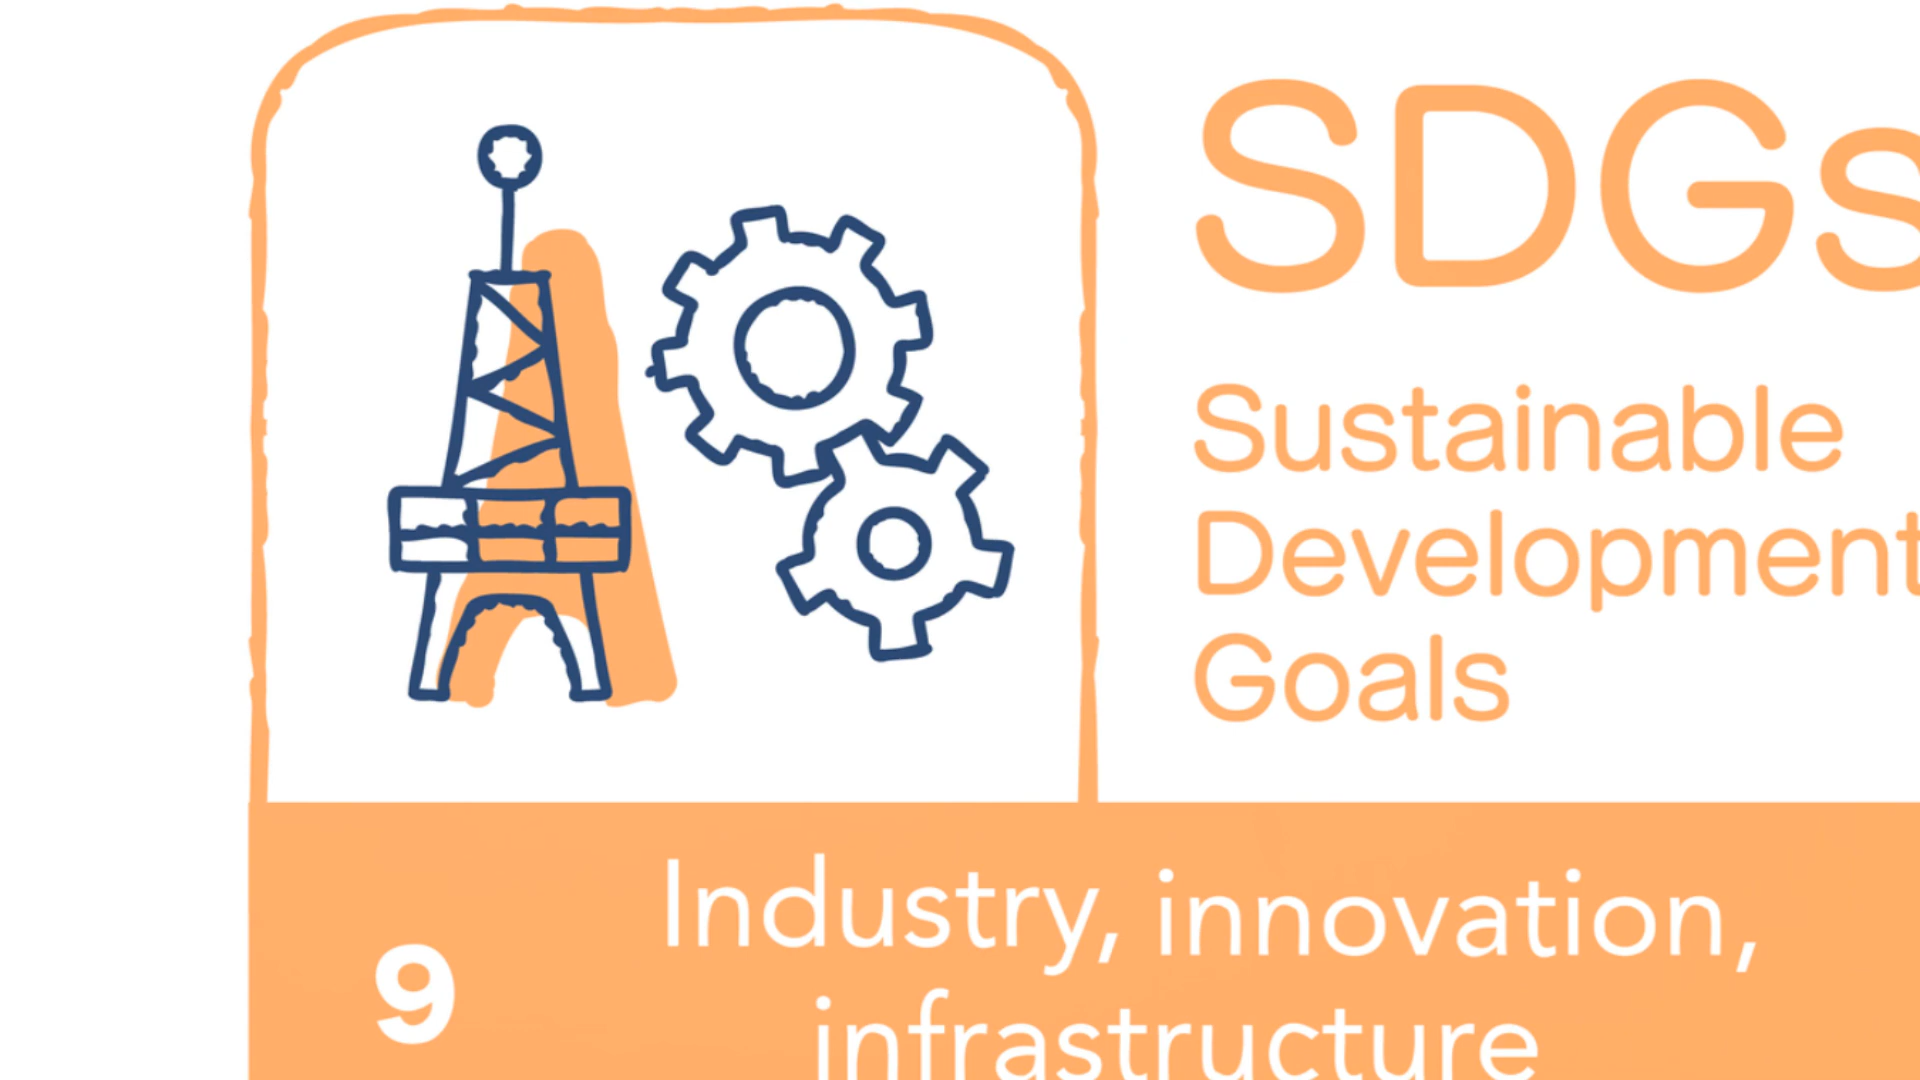 SDGs
Sustainable
Development
Goals
9
Industry, innovation,
infrastructure